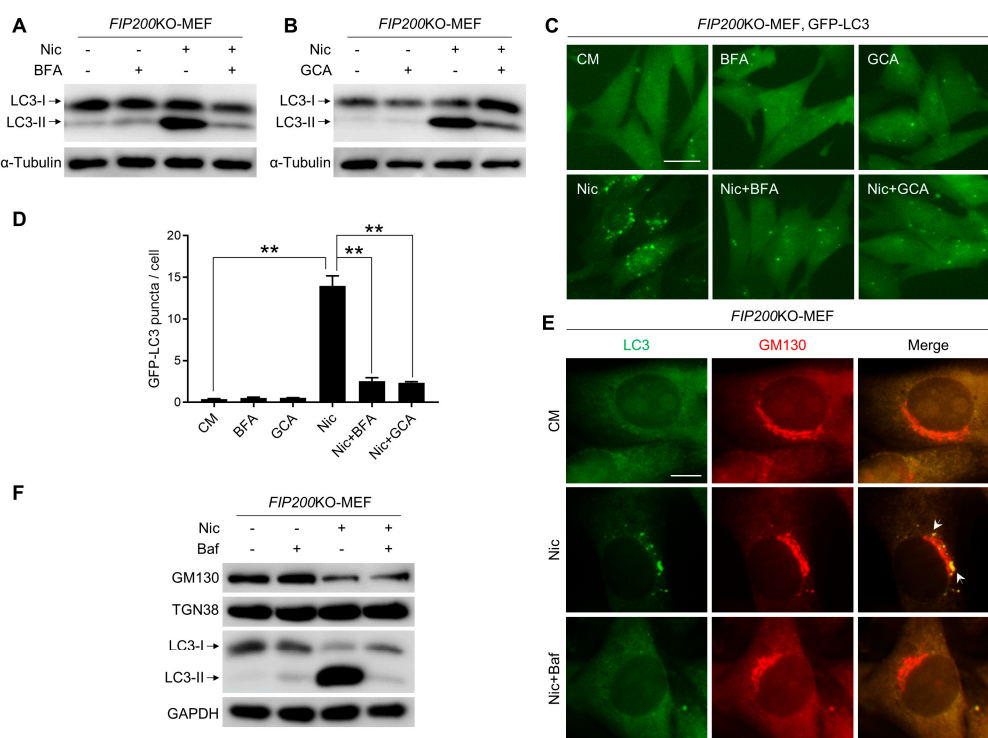 A
FIP200KO-MEF
Nic - - + +
BFA - + - +
LC3-I
LC3-II
α-Tubulin
B
FIP200KO-MEF
Nic - - + +
GCA - + - +
LC3-I
LC3-II
α-Tubulin
C
FIP200KO-MEF, GFP-LC3
CM BFA GCA
Nic Nic+BFA Nic+GCA
D
GFP-LC3 puncta / cell
20
15
10
5
0
**
**
**
CM BFA GCA Nic Nic+BFA Nic+GCA
E
FIP200KO-MEF
LC3 GM130 Merge
CM
Nic
Nic+Baf
F
FIP200KO-MEF
Nic - - + +
Baf - + - +
GM130
TGN38
LC3-I
LC3-II
GAPDH